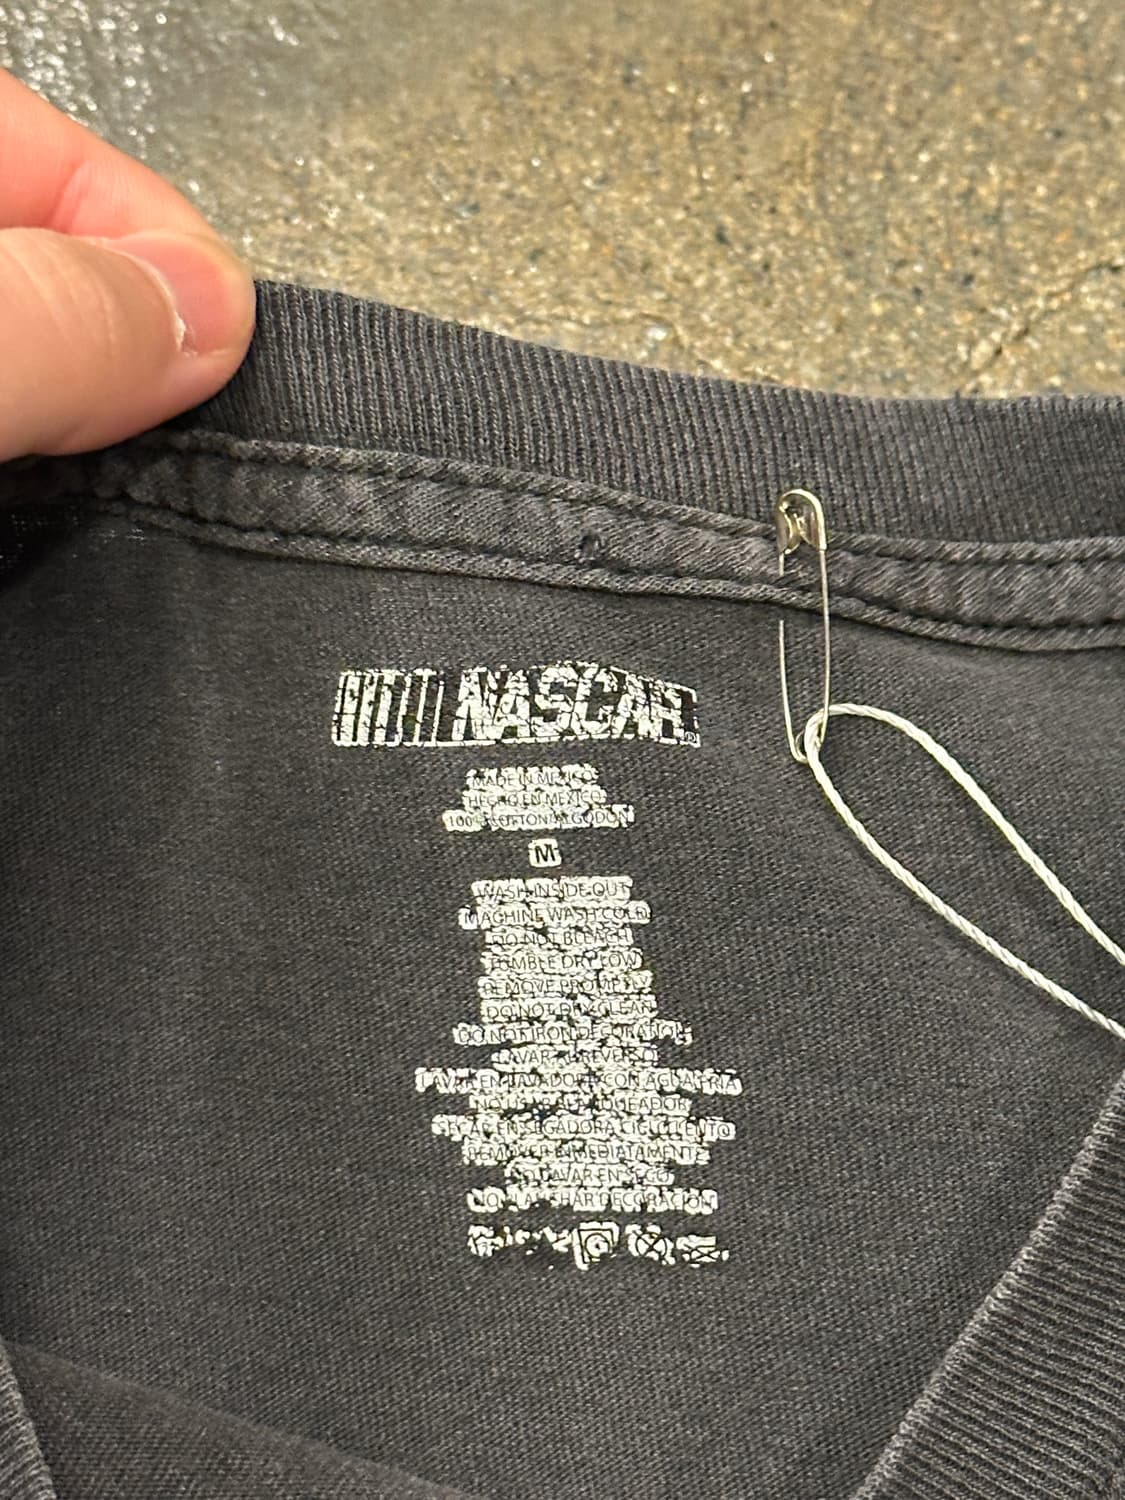 NASCAR®
MADE IN MEXICO
HECHO EN MEXICO
100% COTTON/ALGODON
M
WASH INSIDE OUT
MACHINE WASH COLD
DO NOT BLEACH
TUMBLE DRY LOW
REMOVE PROMPTLY
DO NOT DRY CLEAN
DO NOT IRON DECORATION
LAVAR AL REVERSO
LAVAR EN LAVADORA CON AGUA FRIA
NO USAR BLANQUEADOR
SECAR EN SECADORA CICLO LENTO
REMOVER INMEDIATAMENTE
NO LAVAR EN SECO
NO PLANCHAR DECORACION